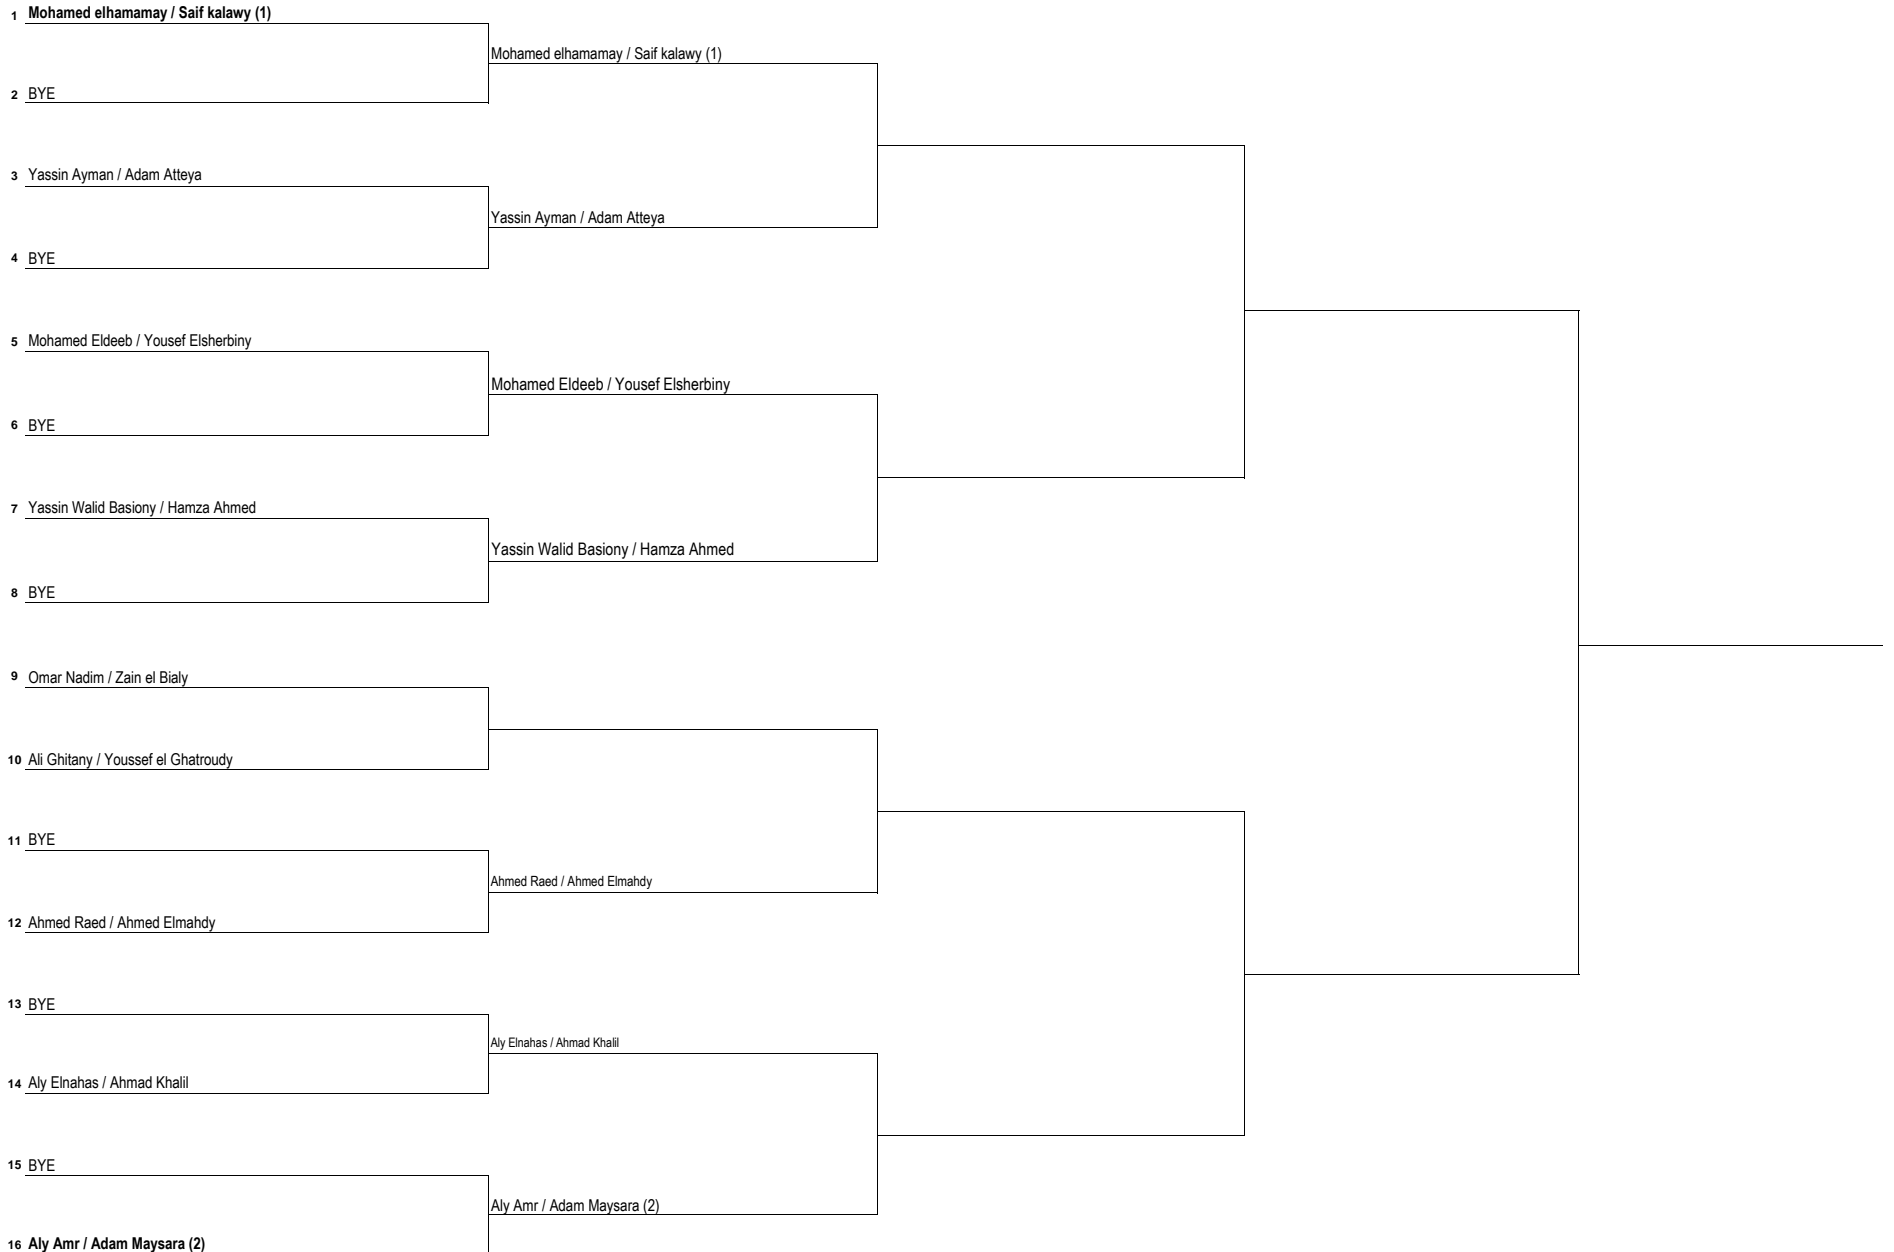 1 Mohamed elhamamay / Saif kalawy (1)
Mohamed elhamamay / Saif kalawy (1)
2 BYE
3 Yassin Ayman / Adam Atteya
Yassin Ayman / Adam Atteya
4 BYE
5 Mohamed Eldeeb / Yousef Elsherbiny
Mohamed Eldeeb / Yousef Elsherbiny
6 BYE
7 Yassin Walid Basiony / Hamza Ahmed
Yassin Walid Basiony / Hamza Ahmed
8 BYE
9 Omar Nadim / Zain el Bialy
10 Ali Ghitany / Youssef el Ghatroudy
11 BYE
Ahmed Raed / Ahmed Elmahdy
12 Ahmed Raed / Ahmed Elmahdy
13 BYE
Aly Elnahas / Ahmad Khalil
14 Aly Elnahas / Ahmad Khalil
15 BYE
Aly Amr / Adam Maysara (2)
16 Aly Amr / Adam Maysara (2)